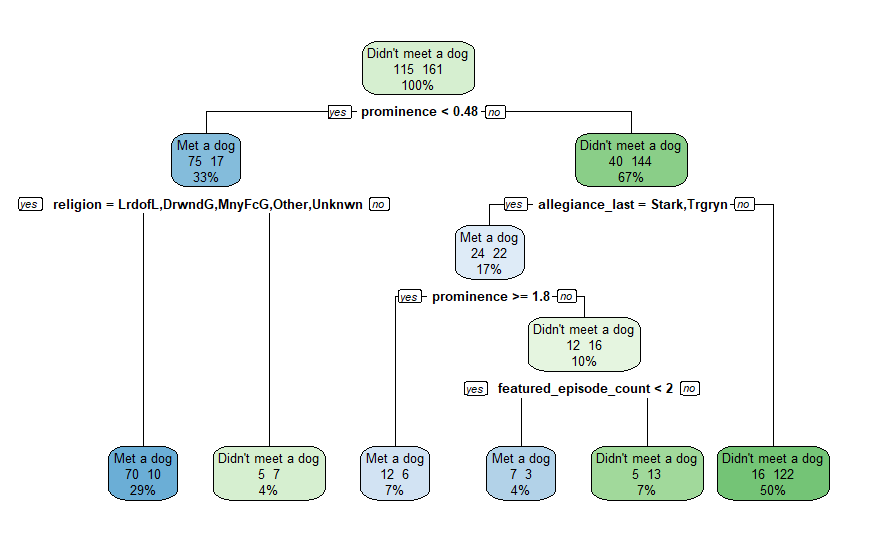 Didn't meet a dog
115 161
100%
yes prominence < 0.48 no
Met a dog
75 17
33%
Didn't meet a dog
40 144
67%
yes religion = LrdofL,DrwndG,MnyFcG,Other,Unknwn no
yes allegiance_last = Stark,Trgryn no
Met a dog
24 22
17%
yes prominence >= 1.8 no
Didn't meet a dog
12 16
10%
yes featured_episode_count < 2 no
Met a dog
70 10
29%
Didn't meet a dog
5 7
4%
Met a dog
12 6
7%
Met a dog
7 3
4%
Didn't meet a dog
5 13
7%
Didn't meet a dog
16 122
50%